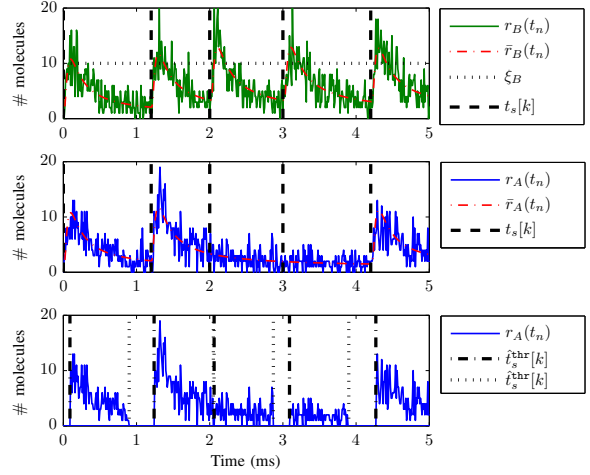 20
10
0
0 1 2 3 4 5
# molecules
r_B(t_n)
r̄_B(t_n)
ξ_B
t_s[k]
20
10
0
0 1 2 3 4 5
# molecules
r_A(t_n)
r̄_A(t_n)
t_s[k]
20
10
0
0 1 2 3 4 5
# molecules
Time (ms)
r_A(t_n)
t̂_s^thr[k]
t̂_s^thr[k]